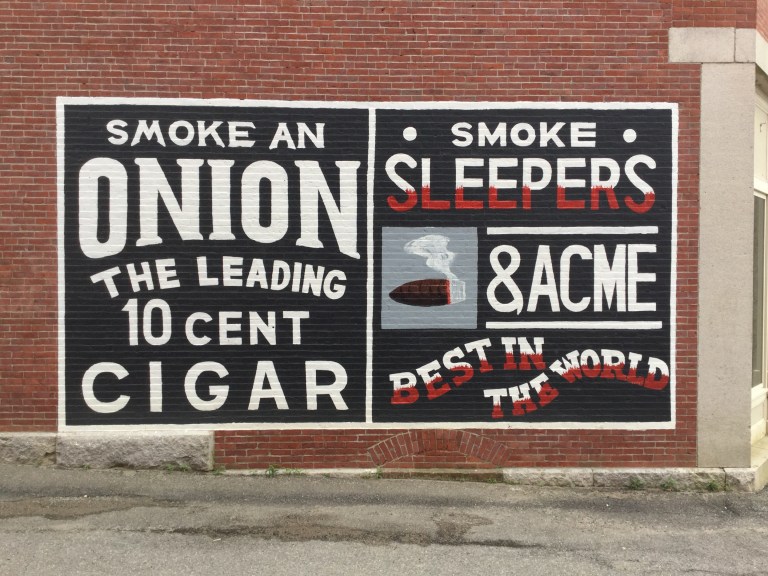 SMOKE AN
ONION
THE LEADING
10 CENT
CIGAR
• SMOKE •
SLEEPERS
& ACME
BEST IN
THE WORLD